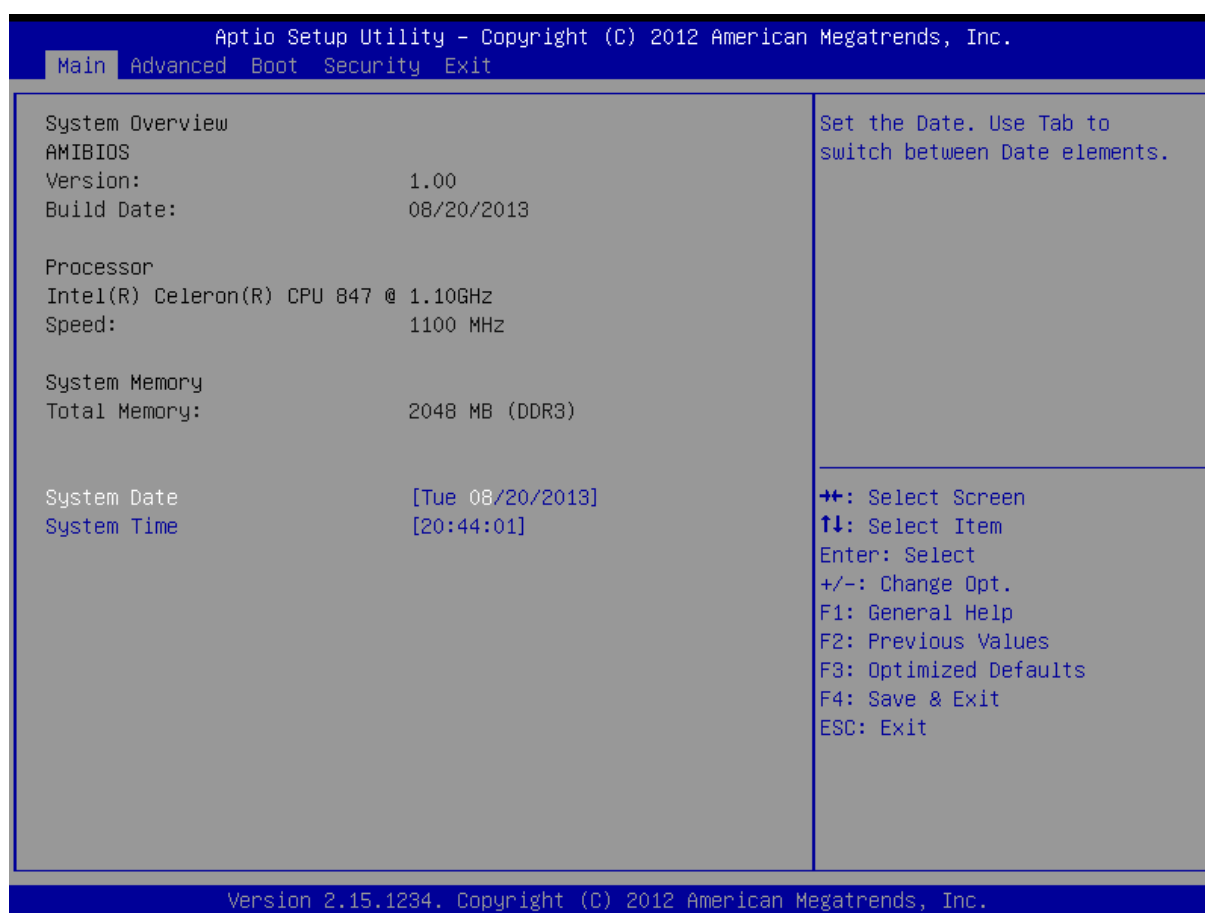 Aptio Setup Utility – Copyright (C) 2012 American Megatrends, Inc.
Main Advanced Boot Security Exit
System Overview
AMIBIOS
Version: 1.00
Build Date: 08/20/2013
Processor
Intel(R) Celeron(R) CPU 847 @ 1.10GHz
Speed: 1100 MHz
System Memory
Total Memory: 2048 MB (DDR3)
System Date [Tue 08/20/2013]
System Time [20:44:01]
Set the Date. Use Tab to
switch between Date elements.
→←: Select Screen
↑↓: Select Item
Enter: Select
+/-: Change Opt.
F1: General Help
F2: Previous Values
F3: Optimized Defaults
F4: Save & Exit
ESC: Exit
Version 2.15.1234. Copyright (C) 2012 American Megatrends, Inc.